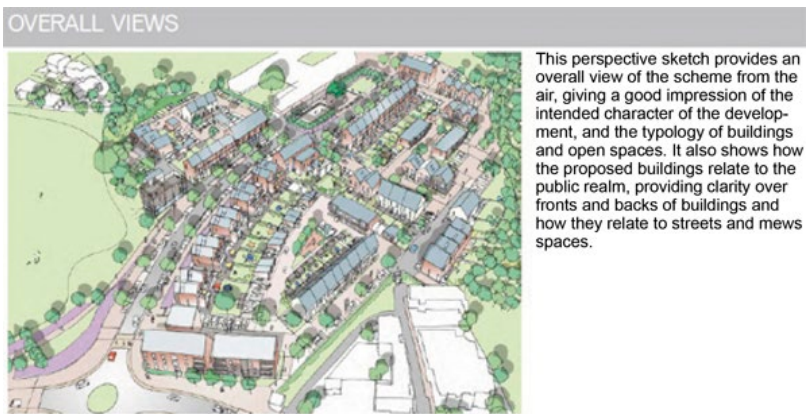 OVERALL VIEWS
This perspective sketch provides an
overall view of the scheme from the
air, giving a good impression of the
intended character of the develop-
ment, and the typology of buildings
and open spaces. It also shows how
the proposed buildings relate to the
public realm, providing clarity over
fronts and backs of buildings and
how they relate to streets and mews
spaces.